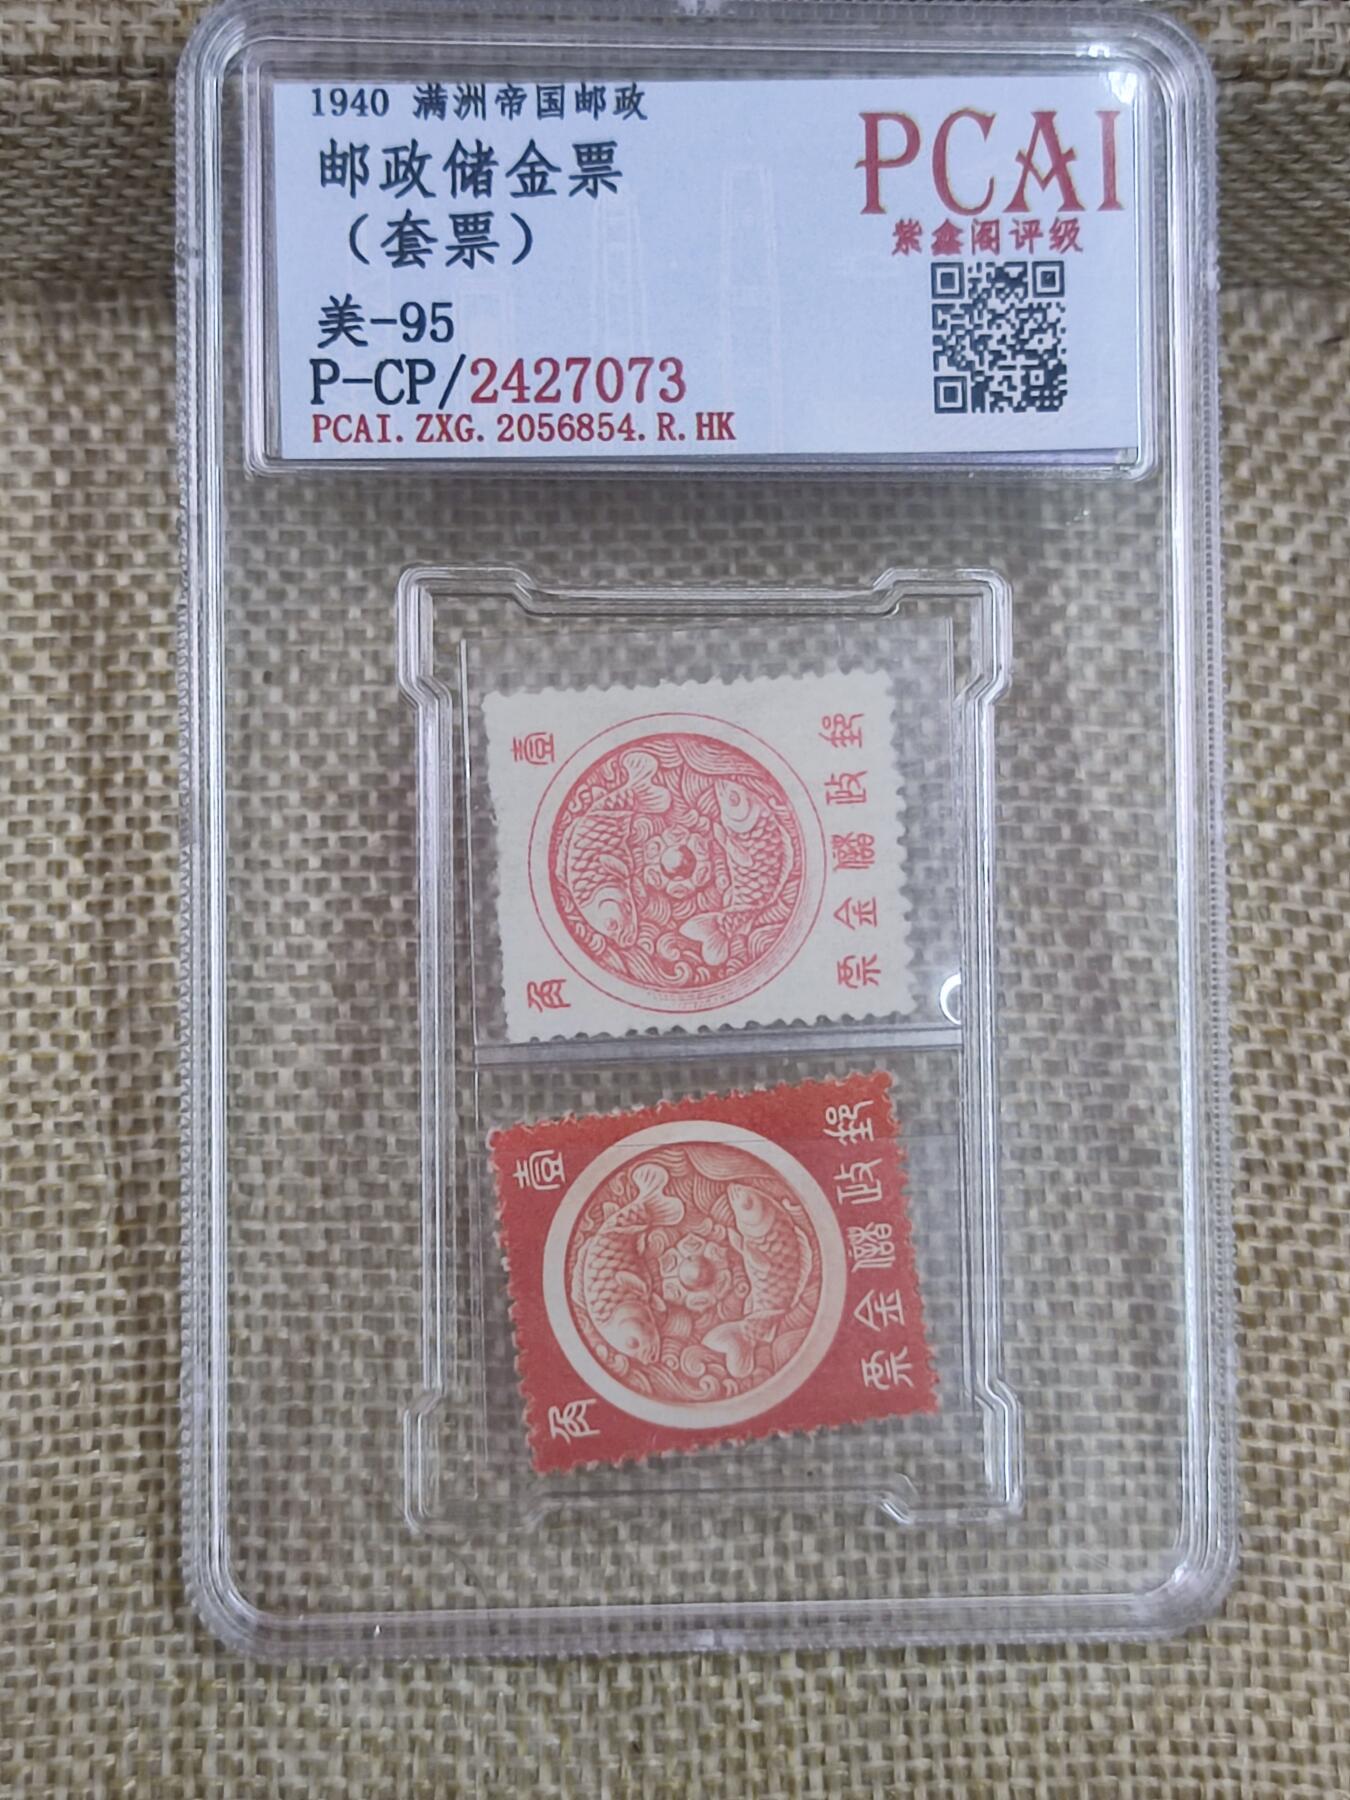 1940 满洲帝国邮政
邮政储金票
（套票）
美-95
P-CP/2427073
PCAI.ZXG.2056854.R.HK
PCAI
紫鑫阁评级
郵政儲金票
壹角
郵政儲金票
壹角